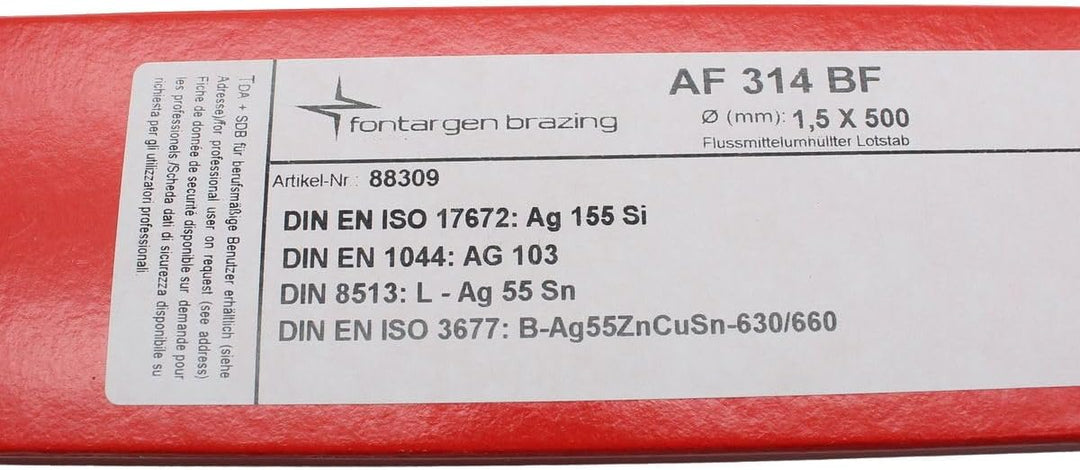 TDA + SDB für berufsmäßige Benutzer erhältlich (siehe
Adresse)/for professional user on request (see address)
Fiche de donnée de securité disponible sur demande pour
les professionels /Scheda dati di sicurezza disponibile su
richiesta per gli utilizzatori professionali.
fontargen brazing
AF 314 BF
Ø (mm): 1,5 X 500
Flussmittelumhüllter Lotstab
Artikel-Nr.: 88309
DIN EN ISO 17672: Ag 155 Si
DIN EN 1044: AG 103
DIN 8513: L - Ag 55 Sn
DIN EN ISO 3677: B-Ag55ZnCuSn-630/660